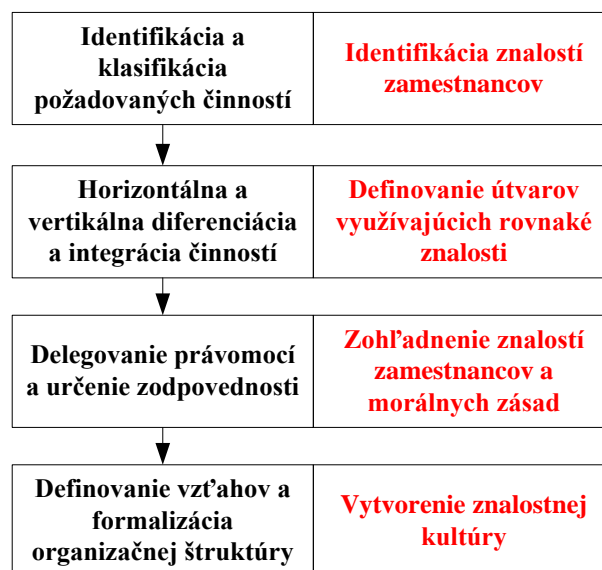 Identifikácia a
klasifikácia
požadovaných činností
Identifikácia znalostí
zamestnancov
Horizontálna a
vertikálna diferenciácia
a integrácia činností
Definovanie útvarov
využívajúcich rovnaké
znalosti
Delegovanie právomocí
a určenie zodpovednosti
Zohľadnenie znalostí
zamestnancov a
morálnych zásad
Definovanie vzťahov a
formalizácia
organizačnej štruktúry
Vytvorenie znalostnej
kultúry